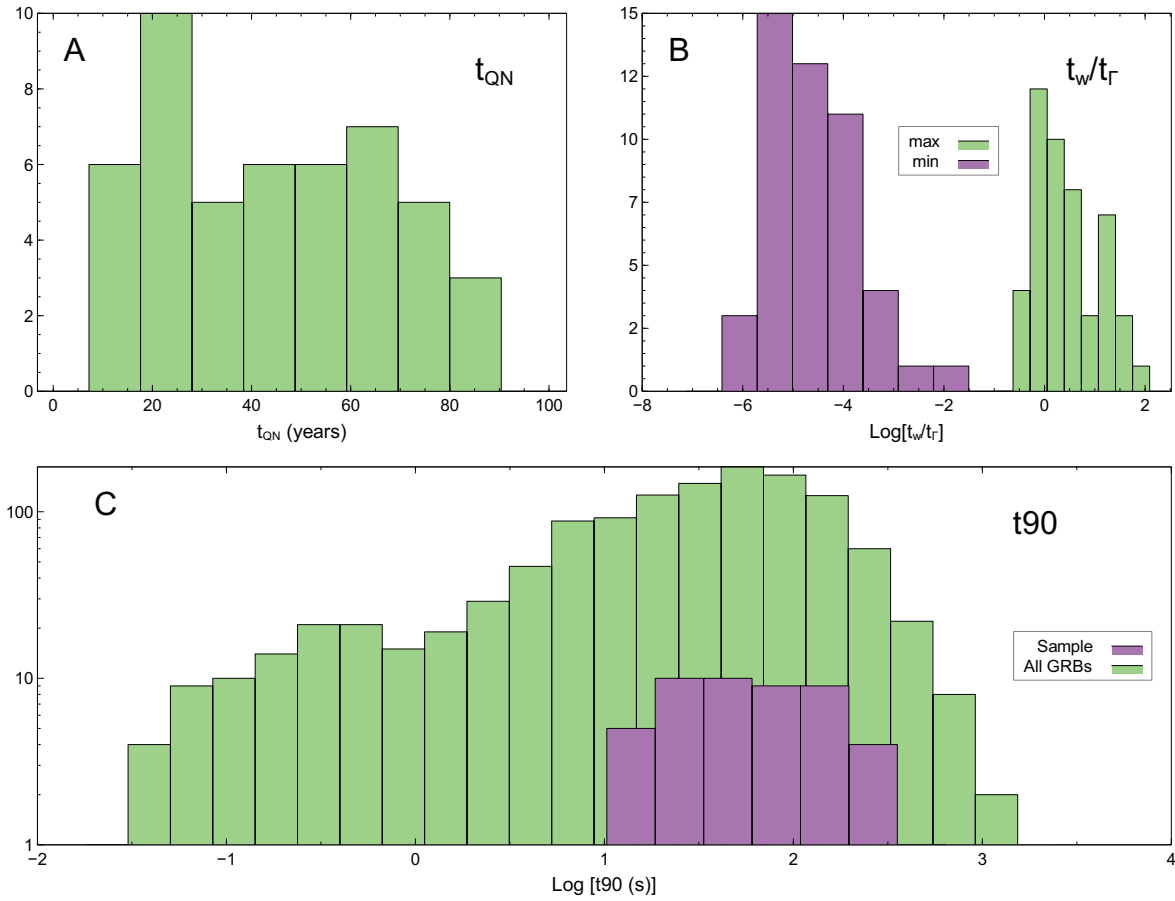 A
t_QN
10
8
6
4
2
0
0
20
40
60
80
100
t_QN (years)
B
t_w/t_Γ
15
12
10
7
5
2
0
max
min
−8
−6
−4
−2
0
2
Log[t_w/t_Γ]
C
t90
100
10
1
Sample
All GRBs
−2
−1
0
1
2
3
4
Log [t90 (s)]